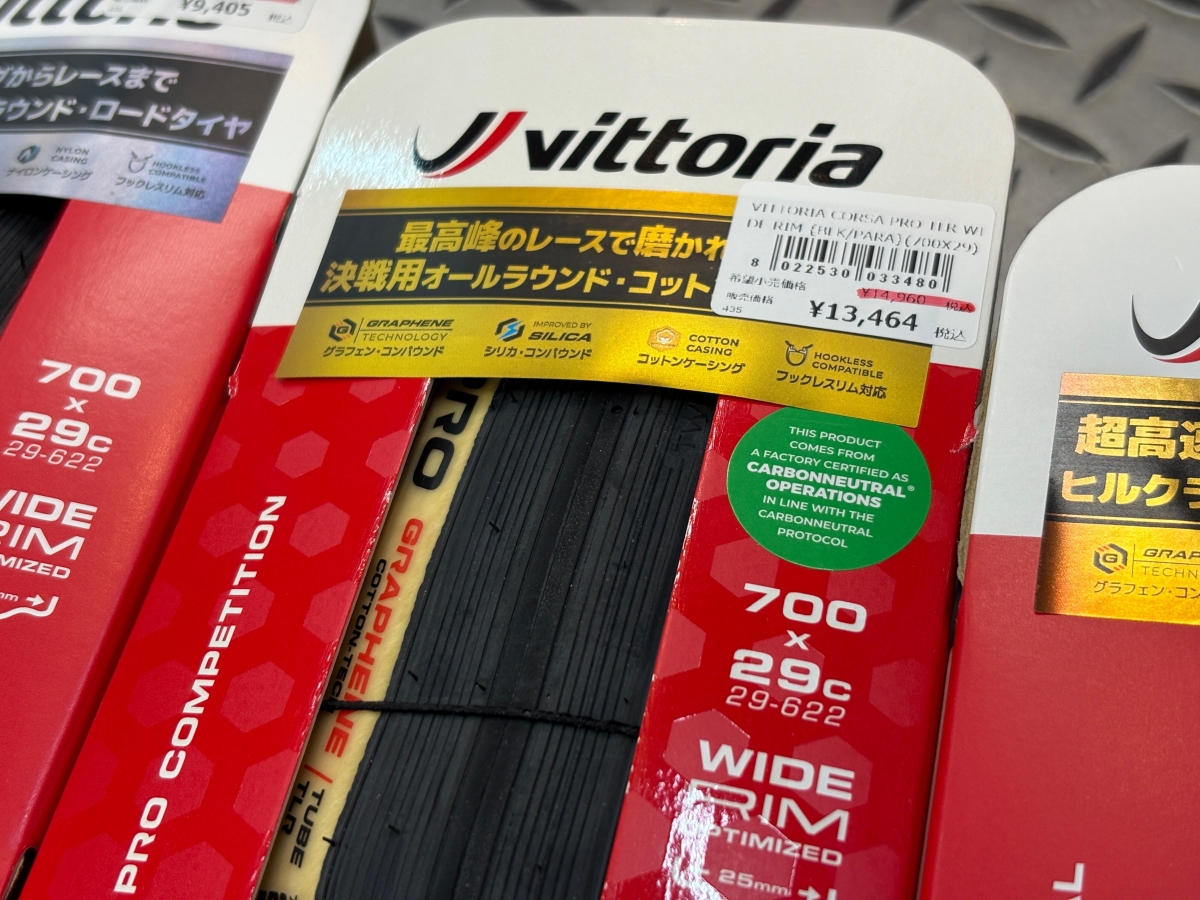 ¥9,405 税込
からレースまで
ラウンド・ロードタイヤ
NYLON
CASING
ナイロンケーシング
HOOKLESS
COMPATIBLE
フックレスリム対応
700
x
29c
29-622
WIDE
RIM
OPTIMIZED
mm
PRO COMPETITION
vittoria
最高峰のレースで磨かれ
決戦用オールラウンド・コット
GRAPHENE
TECHNOLOGY
グラフェン・コンパウンド
IMPROVED BY
SILICA
シリカ・コンパウンド
COTTON
CASING
コットンケーシング
HOOKLESS
COMPATIBLE
フックレスリム対応
VITTORIA CORSA PRO TLR WI
DE RIM {BLK/PARA}(700X29)
8 022530 033480
希望小売価格 ¥14,960 税込
販売価格
435 ¥13,464 税込
PRO
GRAPHENE
COTTON-TECH
/ TUBE
TLR
THIS PRODUCT
COMES FROM
A FACTORY CERTIFIED AS
CARBONNEUTRAL®
OPERATIONS
IN LINE WITH THE
CARBONNEUTRAL
PROTOCOL
700
x
29c
29-622
WIDE
RIM
OPTIMIZED
25mm
超高速
ヒルクラ
GRAP
TECHN
グラフェン・コン